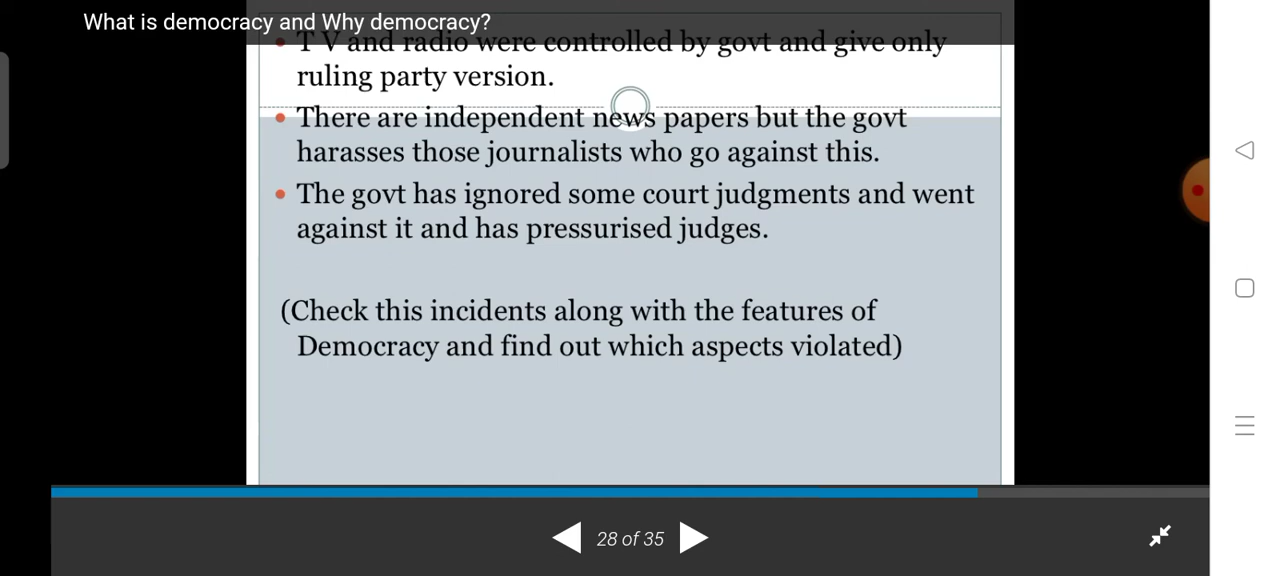 What is democracy and Why democracy?
• T V and radio were controlled by govt and give only
ruling party version.
• There are independent news papers but the govt
harasses those journalists who go against this.
• The govt has ignored some court judgments and went
against it and has pressurised judges.
(Check this incidents along with the features of
Democracy and find out which aspects violated)
28 of 35